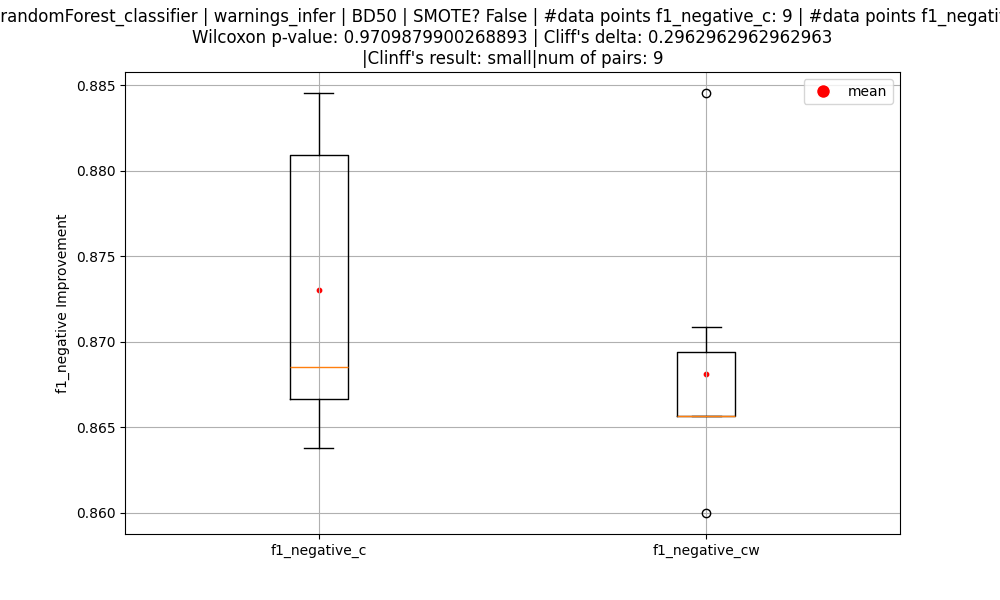 randomForest_classifier | warnings_infer | BD50 | SMOTE? False | #data points f1_negative_c: 9 | #data points
Wilcoxon p-value: 0.9709879900268893 | Cliff's delta: 0.2962962962962963
|Clinff's result: small|num of pairs: 9
mean
0.885
0.880
0.875
0.870
0.865
0.860
f1_negative Improvement
f1_negative_c
f1_negative_cw